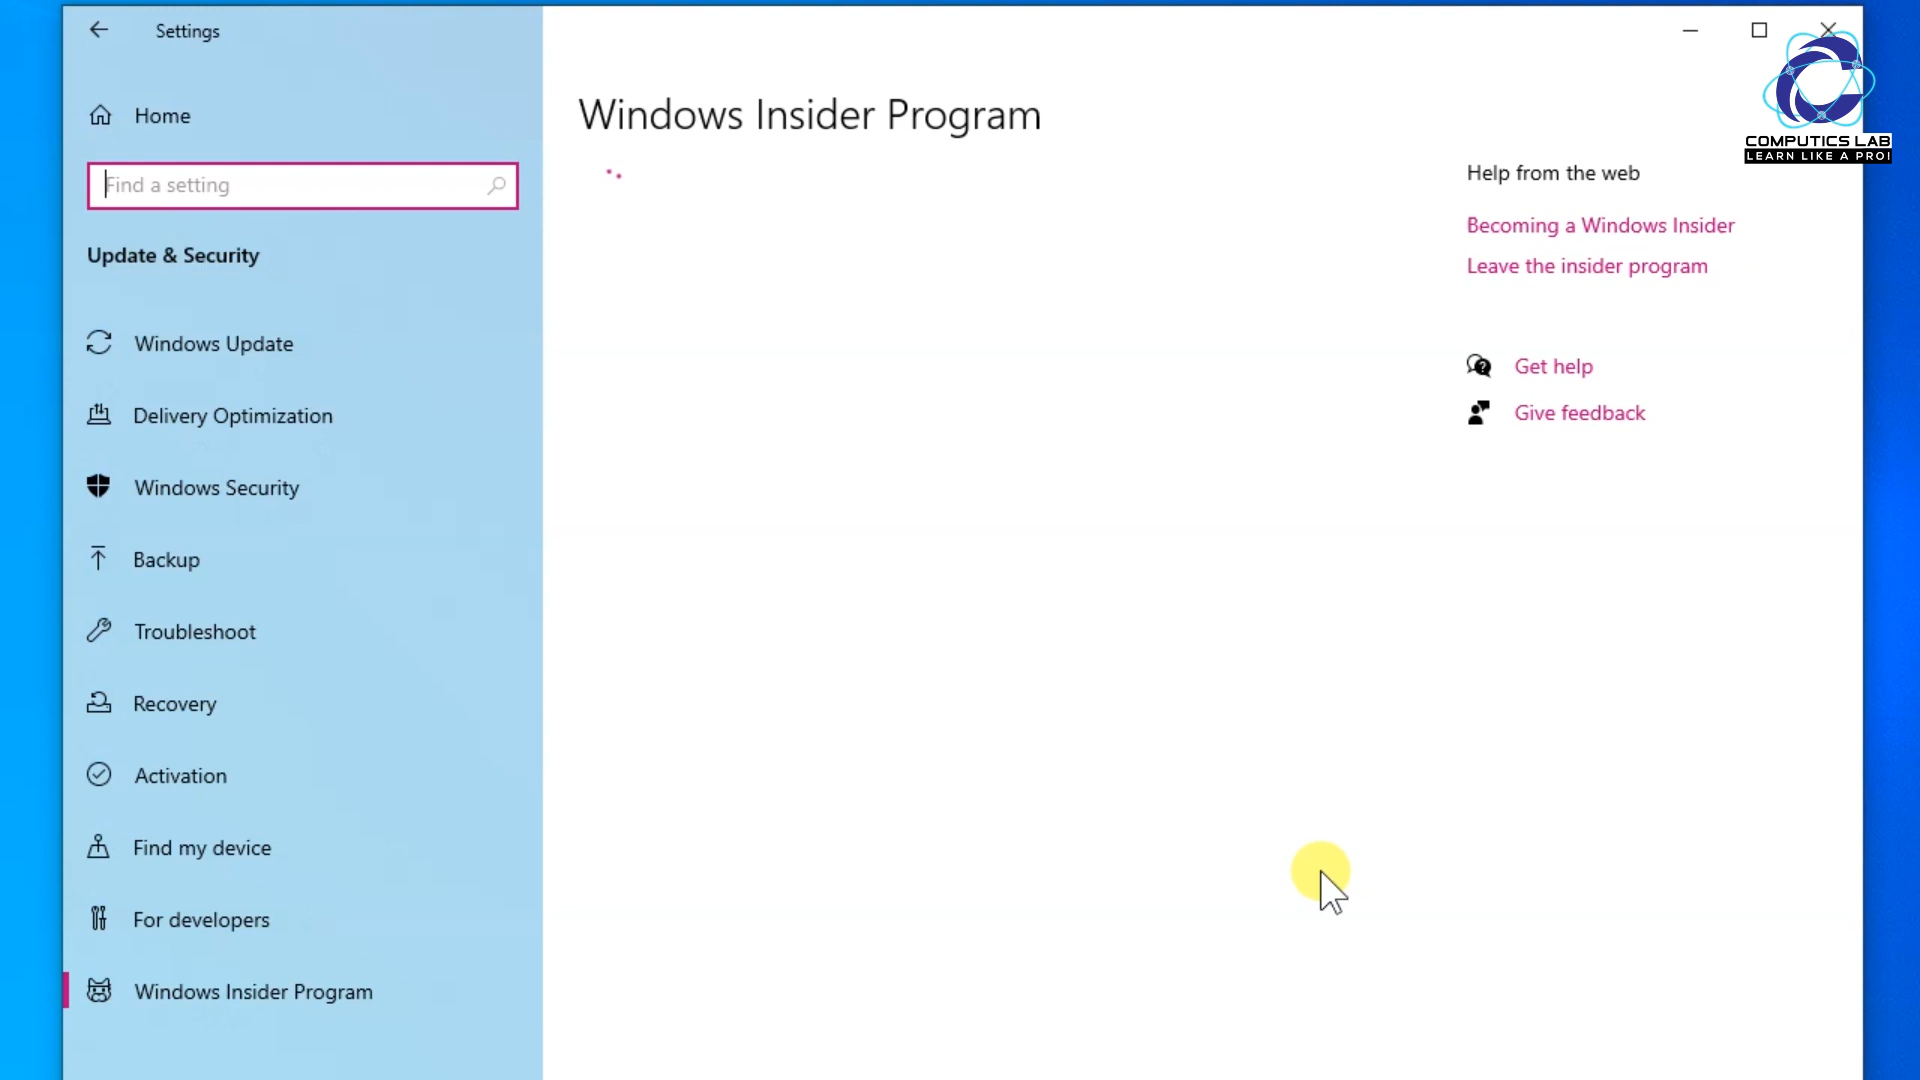 Settings
Home
Find a setting
Update & Security
Windows Update
Delivery Optimization
Windows Security
Backup
Troubleshoot
Recovery
Activation
Find my device
For developers
Windows Insider Program
Windows Insider Program
Help from the web
Becoming a Windows Insider
Leave the insider program
Get help
Give feedback
COMPUTICS LAB
LEARN LIKE A PRO!